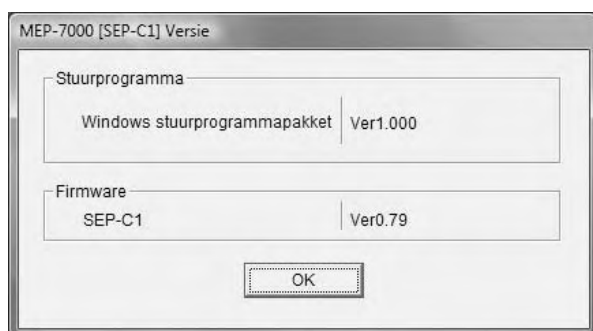 MEP-7000 [SEP-C1] Versie
Stuurprogramma
Windows stuurprogrammapakket Ver1.000
Firmware
SEP-C1 Ver0.79
OK